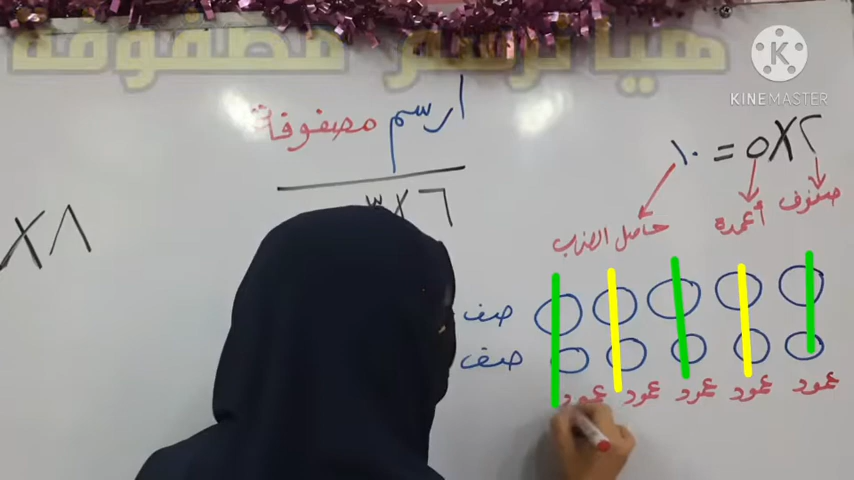 هيا نرسم مصفوفة
K
KINEMASTER
ارسم مصفوفة
٢ X ٥ = ١٠
صفوف
أعمدة
حاصل الضرب
٦ X ٣
٨ X
صف
صف
عمود
عمود
عمود
عمود
عمود